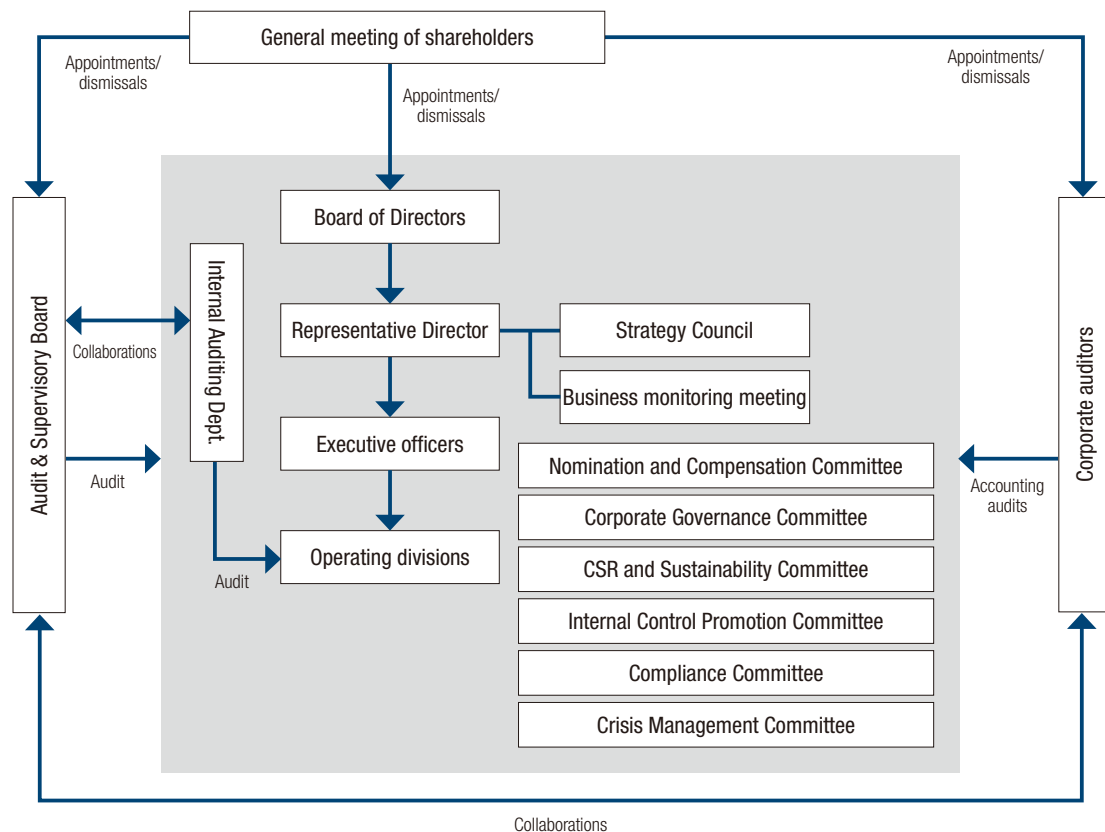 General meeting of shareholders
Appointments/
dismissals
Appointments/
dismissals
Appointments/
dismissals
Board of Directors
Audit & Supervisory Board
Internal Auditing Dept.
Corporate auditors
Collaborations
Representative Director
Strategy Council
Business monitoring meeting
Executive officers
Audit
Nomination and Compensation Committee
Accounting
audits
Corporate Governance Committee
Operating divisions
Audit
CSR and Sustainability Committee
Internal Control Promotion Committee
Compliance Committee
Crisis Management Committee
Collaborations